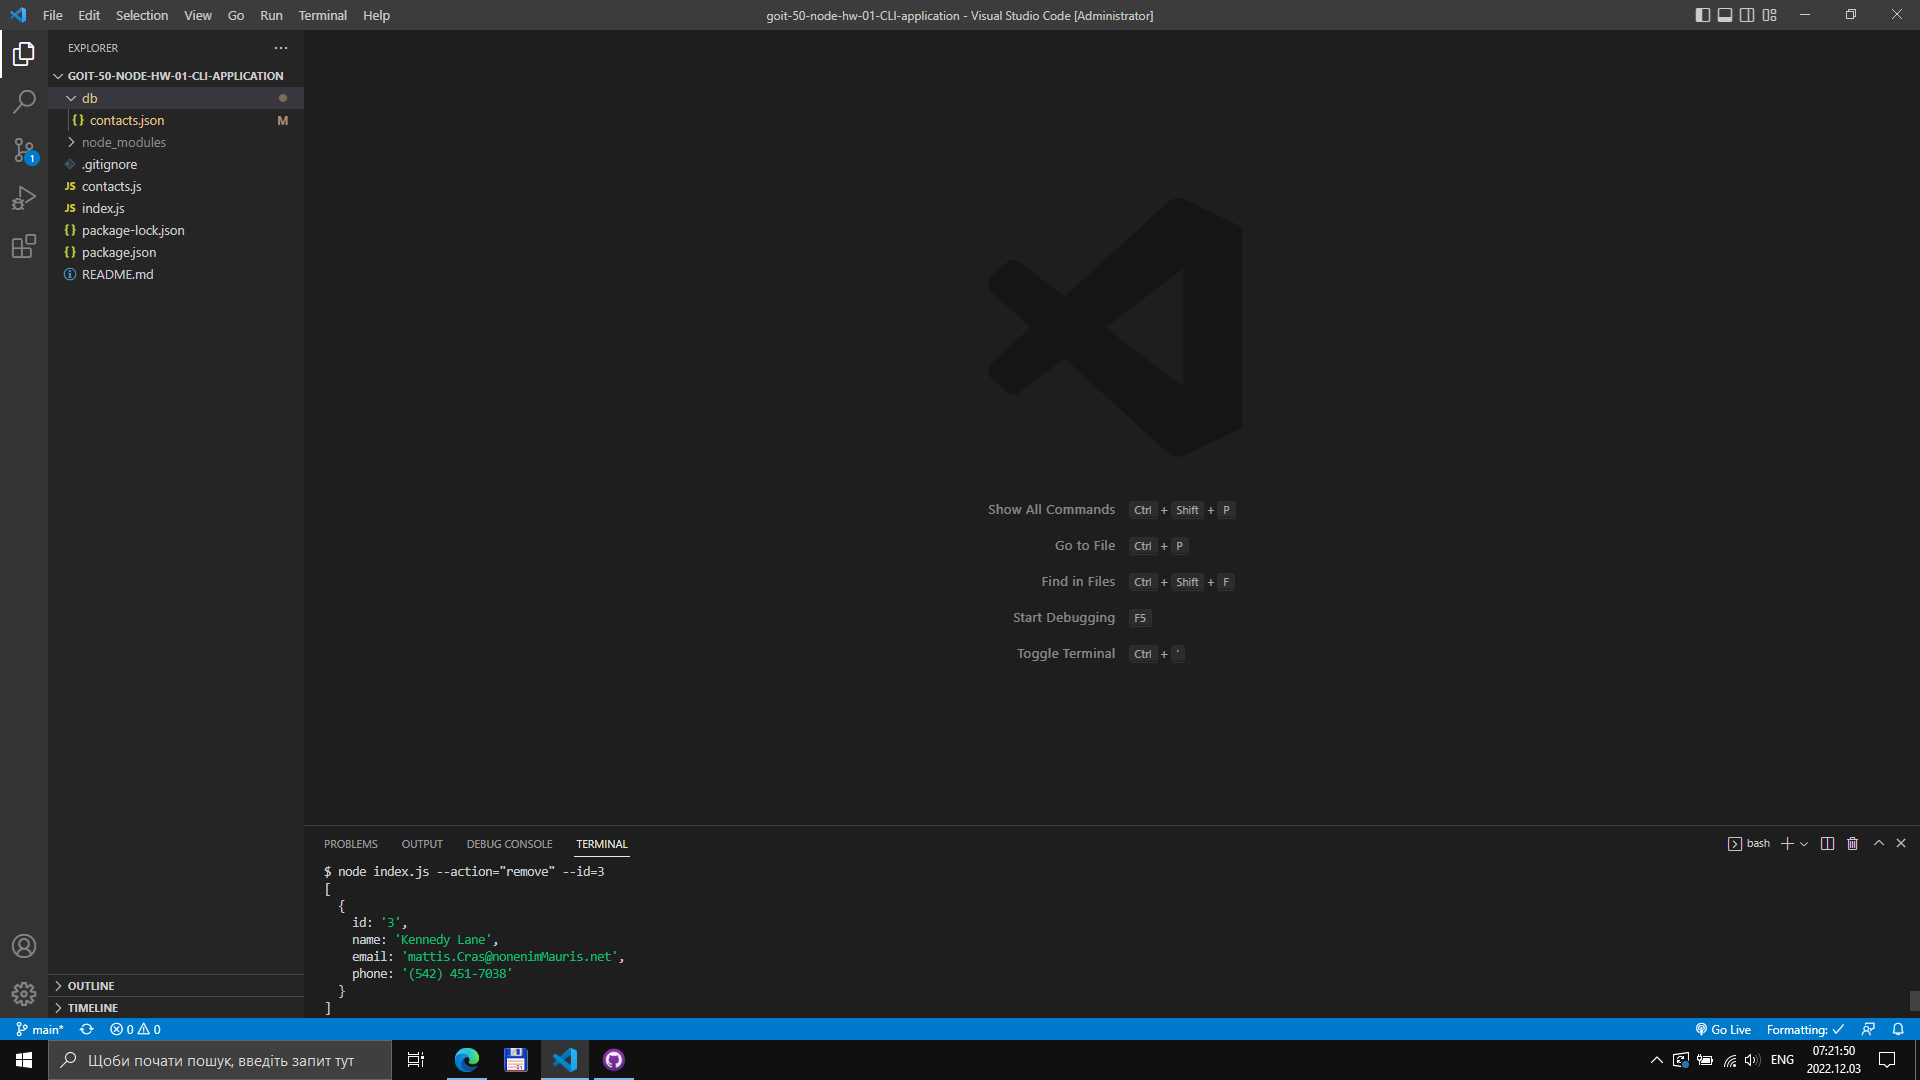 File Edit Selection View Go Run Terminal Help
goit-50-node-hw-01-CLI-application - Visual Studio Code [Administrator]
EXPLORER
GOIT-50-NODE-HW-01-CLI-APPLICATION
db
contacts.json M
node_modules
.gitignore
JS contacts.js
JS index.js
{} package-lock.json
{} package.json
README.md
1
OUTLINE
TIMELINE
Show All Commands Ctrl + Shift + P
Go to File Ctrl + P
Find in Files Ctrl + Shift + F
Start Debugging F5
Toggle Terminal Ctrl + `
PROBLEMS OUTPUT DEBUG CONSOLE TERMINAL
bash
$ node index.js --action="remove" --id=3
[
{
id: '3',
name: 'Kennedy Lane',
email: 'mattis.Cras@nonenimMauris.net',
phone: '(542) 451-7038'
}
]
main* 0 0
Go Live Formatting:
Щоби почати пошук, введіть запит тут
ENG
07:21:50
2022.12.03